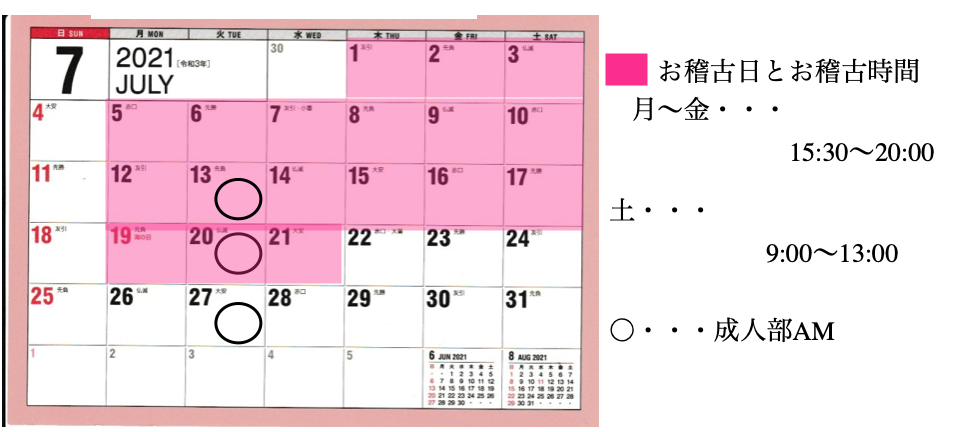 日 SUN 月 MON 火 TUE 水 WED 木 THU 金 FRI 土 SAT
7 2021 [令和3年] JULY 30 1 友引 2 先負 3 仏滅
4 大安 5 赤口 6 先勝 7 友引・小暑 8 先負 9 仏滅 10 赤口
11 先勝 12 友引 13 先負 14 仏滅 15 大安 16 赤口 17 先勝
18 友引 19 先負 海の日 20 仏滅 21 大安 22 赤口・大暑 23 先勝 24 友引
25 先負 26 仏滅 27 大安 28 赤口 29 先勝 30 友引 31 先負
1 2 3 4 5
6 JUN 2021
日 月 火 水 木 金 土
・ ・ 1 2 3 4 5
6 7 8 9 10 11 12
13 14 15 16 17 18 19
20 21 22 23 24 25 26
27 28 29 30 ・ ・ ・
8 AUG 2021
日 月 火 水 木 金 土
1 2 3 4 5 6 7
8 9 10 11 12 13 14
15 16 17 18 19 20 21
22 23 24 25 26 27 28
29 30 31 ・ ・ ・ ・
お稽古日とお稽古時間
月〜金・・・
15:30〜20:00
土・・・
9:00〜13:00
〇・・・成人部AM